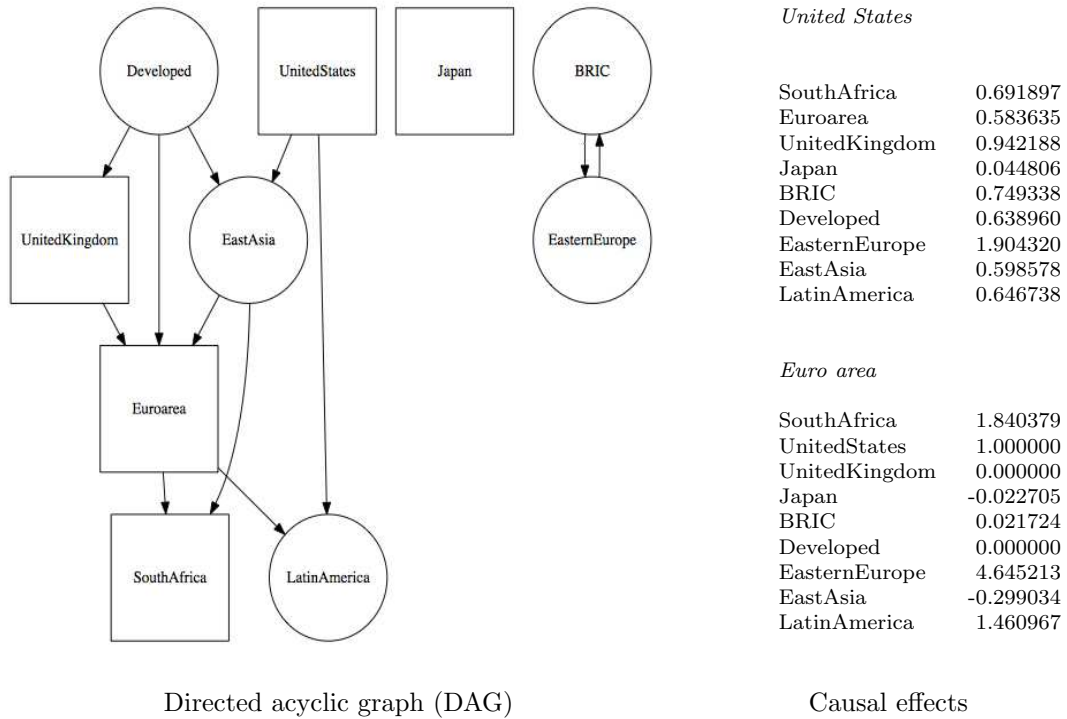 Developed
UnitedStates
Japan
BRIC
UnitedKingdom
EastAsia
EasternEurope
Euroarea
SouthAfrica
LatinAmerica
Directed acyclic graph (DAG)
United States
SouthAfrica 0.691897
Euroarea 0.583635
UnitedKingdom 0.942188
Japan 0.044806
BRIC 0.749338
Developed 0.638960
EasternEurope 1.904320
EastAsia 0.598578
LatinAmerica 0.646738
Euro area
SouthAfrica 1.840379
UnitedStates 1.000000
UnitedKingdom 0.000000
Japan -0.022705
BRIC 0.021724
Developed 0.000000
EasternEurope 4.645213
EastAsia -0.299034
LatinAmerica 1.460967
Causal effects